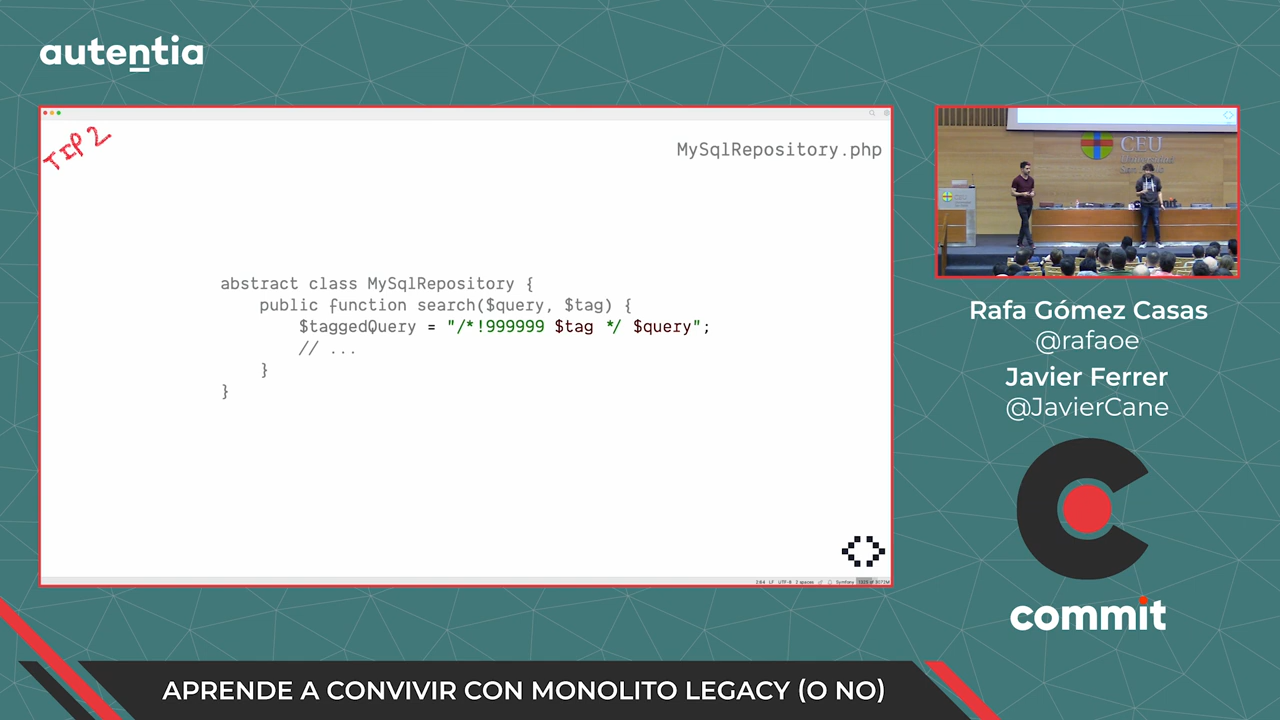 autentia
TIP 2
MySqlRepository.php
abstract class MySqlRepository {
public function search($query, $tag) {
$taggedQuery = "/*!999999 $tag */ $query";
// ...
}
}
CEU
Rafa Gómez Casas
@rafaoe
Javier Ferrer
@JavierCane
commit
APRENDE A CONVIVIR CON MONOLITO LEGACY (O NO)